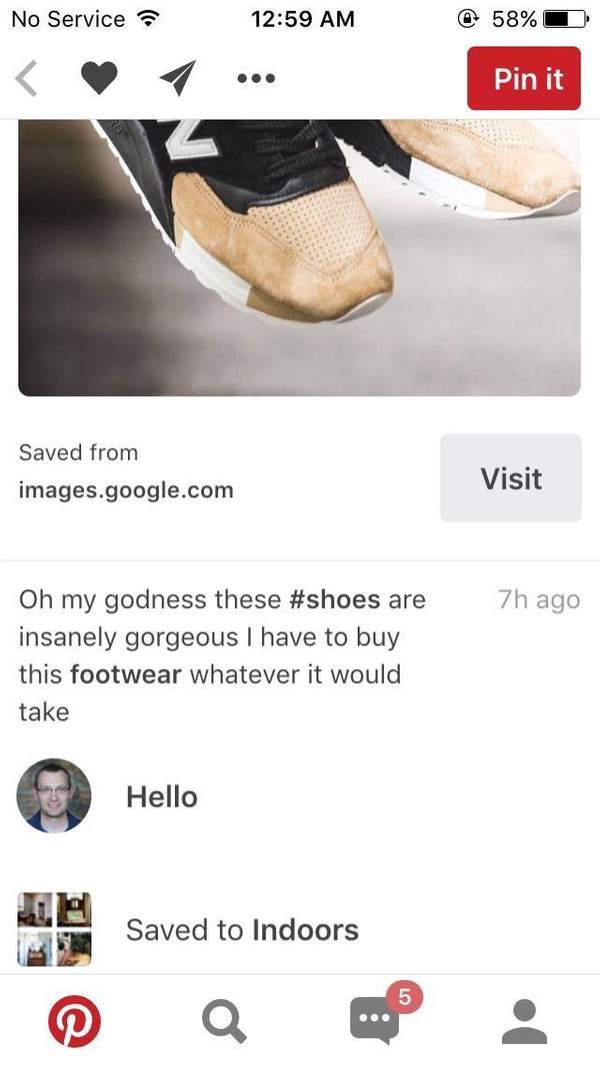 No Service 12:59 AM 58%
Pin it
N
Saved from
images.google.com
Visit
Oh my godness these #shoes are
7h ago
insanely gorgeous I have to buy
this footwear whatever it would
take
Hello
Saved to Indoors
5